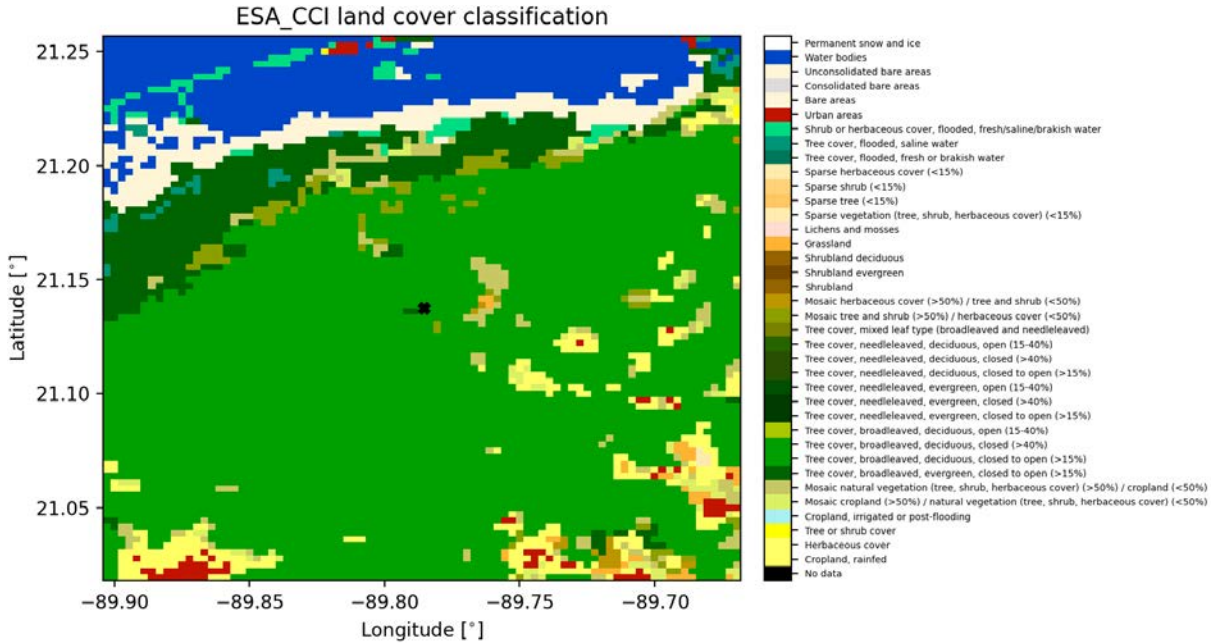 ESA_CCI land cover classification
21.25
21.20
21.15
21.10
21.05
Latitude [°]
−89.90
−89.85
−89.80
−89.75
−89.70
Longitude [°]
Permanent snow and ice
Water bodies
Unconsolidated bare areas
Consolidated bare areas
Bare areas
Urban areas
Shrub or herbaceous cover, flooded, fresh/saline/brakish water
Tree cover, flooded, saline water
Tree cover, flooded, fresh or brakish water
Sparse herbaceous cover (<15%)
Sparse shrub (<15%)
Sparse tree (<15%)
Sparse vegetation (tree, shrub, herbaceous cover) (<15%)
Lichens and mosses
Grassland
Shrubland deciduous
Shrubland evergreen
Shrubland
Mosaic herbaceous cover (>50%) / tree and shrub (<50%)
Mosaic tree and shrub (>50%) / herbaceous cover (<50%)
Tree cover, mixed leaf type (broadleaved and needleleaved)
Tree cover, needleleaved, deciduous, open (15-40%)
Tree cover, needleleaved, deciduous, closed (>40%)
Tree cover, needleleaved, deciduous, closed to open (>15%)
Tree cover, needleleaved, evergreen, open (15-40%)
Tree cover, needleleaved, evergreen, closed (>40%)
Tree cover, needleleaved, evergreen, closed to open (>15%)
Tree cover, broadleaved, deciduous, open (15-40%)
Tree cover, broadleaved, deciduous, closed (>40%)
Tree cover, broadleaved, deciduous, closed to open (>15%)
Tree cover, broadleaved, evergreen, closed to open (>15%)
Mosaic natural vegetation (tree, shrub, herbaceous cover) (>50%) / cropland (<50%)
Mosaic cropland (>50%) / natural vegetation (tree, shrub, herbaceous cover) (<50%)
Cropland, irrigated or post-flooding
Tree or shrub cover
Herbaceous cover
Cropland, rainfed
No data